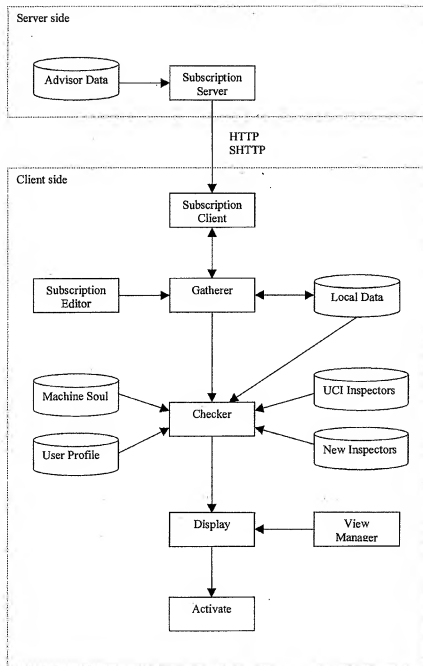 Server side
Advisor Data
Subscription
Server
HTTP
SHTTP
Client side
Subscription
Client
Subscription
Editor
Gatherer
Local Data
Machine Soul
UCI Inspectors
Checker
User Profile
New Inspectors
Display
View
Manager
Activate